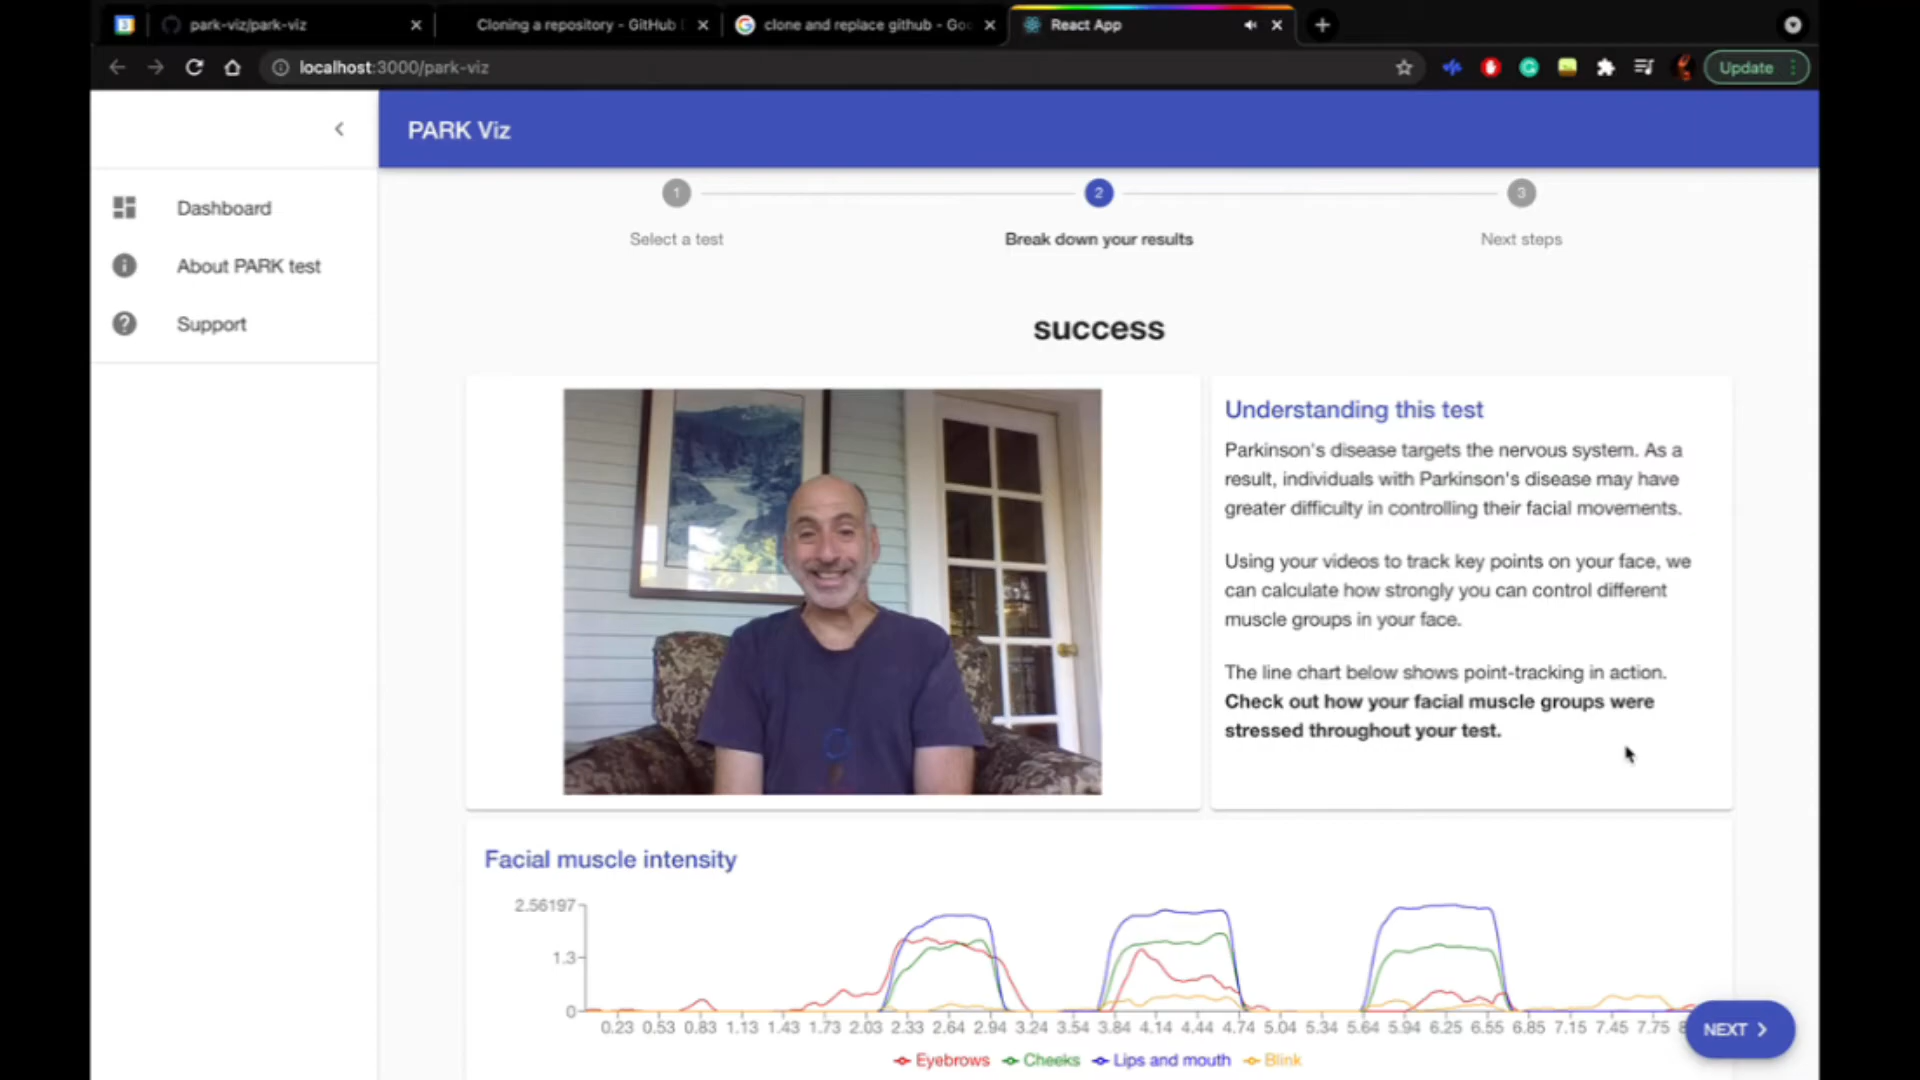 park-viz/park-viz
Cloning a repository - GitHub
clone and replace github - Goo
React App
localhost:3000/park-viz
Update
PARK Viz
Dashboard
About PARK test
Support
1
2
3
Select a test
Break down your results
Next steps
success
Understanding this test
Parkinson's disease targets the nervous system. As a
result, individuals with Parkinson's disease may have
greater difficulty in controlling their facial movements.
Using your videos to track key points on your face, we
can calculate how strongly you can control different
muscle groups in your face.
The line chart below shows point-tracking in action.
Check out how your facial muscle groups were
stressed throughout your test.
Facial muscle intensity
2.56197
1.3
0
0.23 0.53 0.83 1.13 1.43 1.73 2.03 2.33 2.64 2.94 3.24 3.54 3.84 4.14 4.44 4.74 5.04 5.34 5.64 5.94 6.25 6.55 6.85 7.15 7.45 7.75
NEXT
Eyebrows Cheeks Lips and mouth Blink